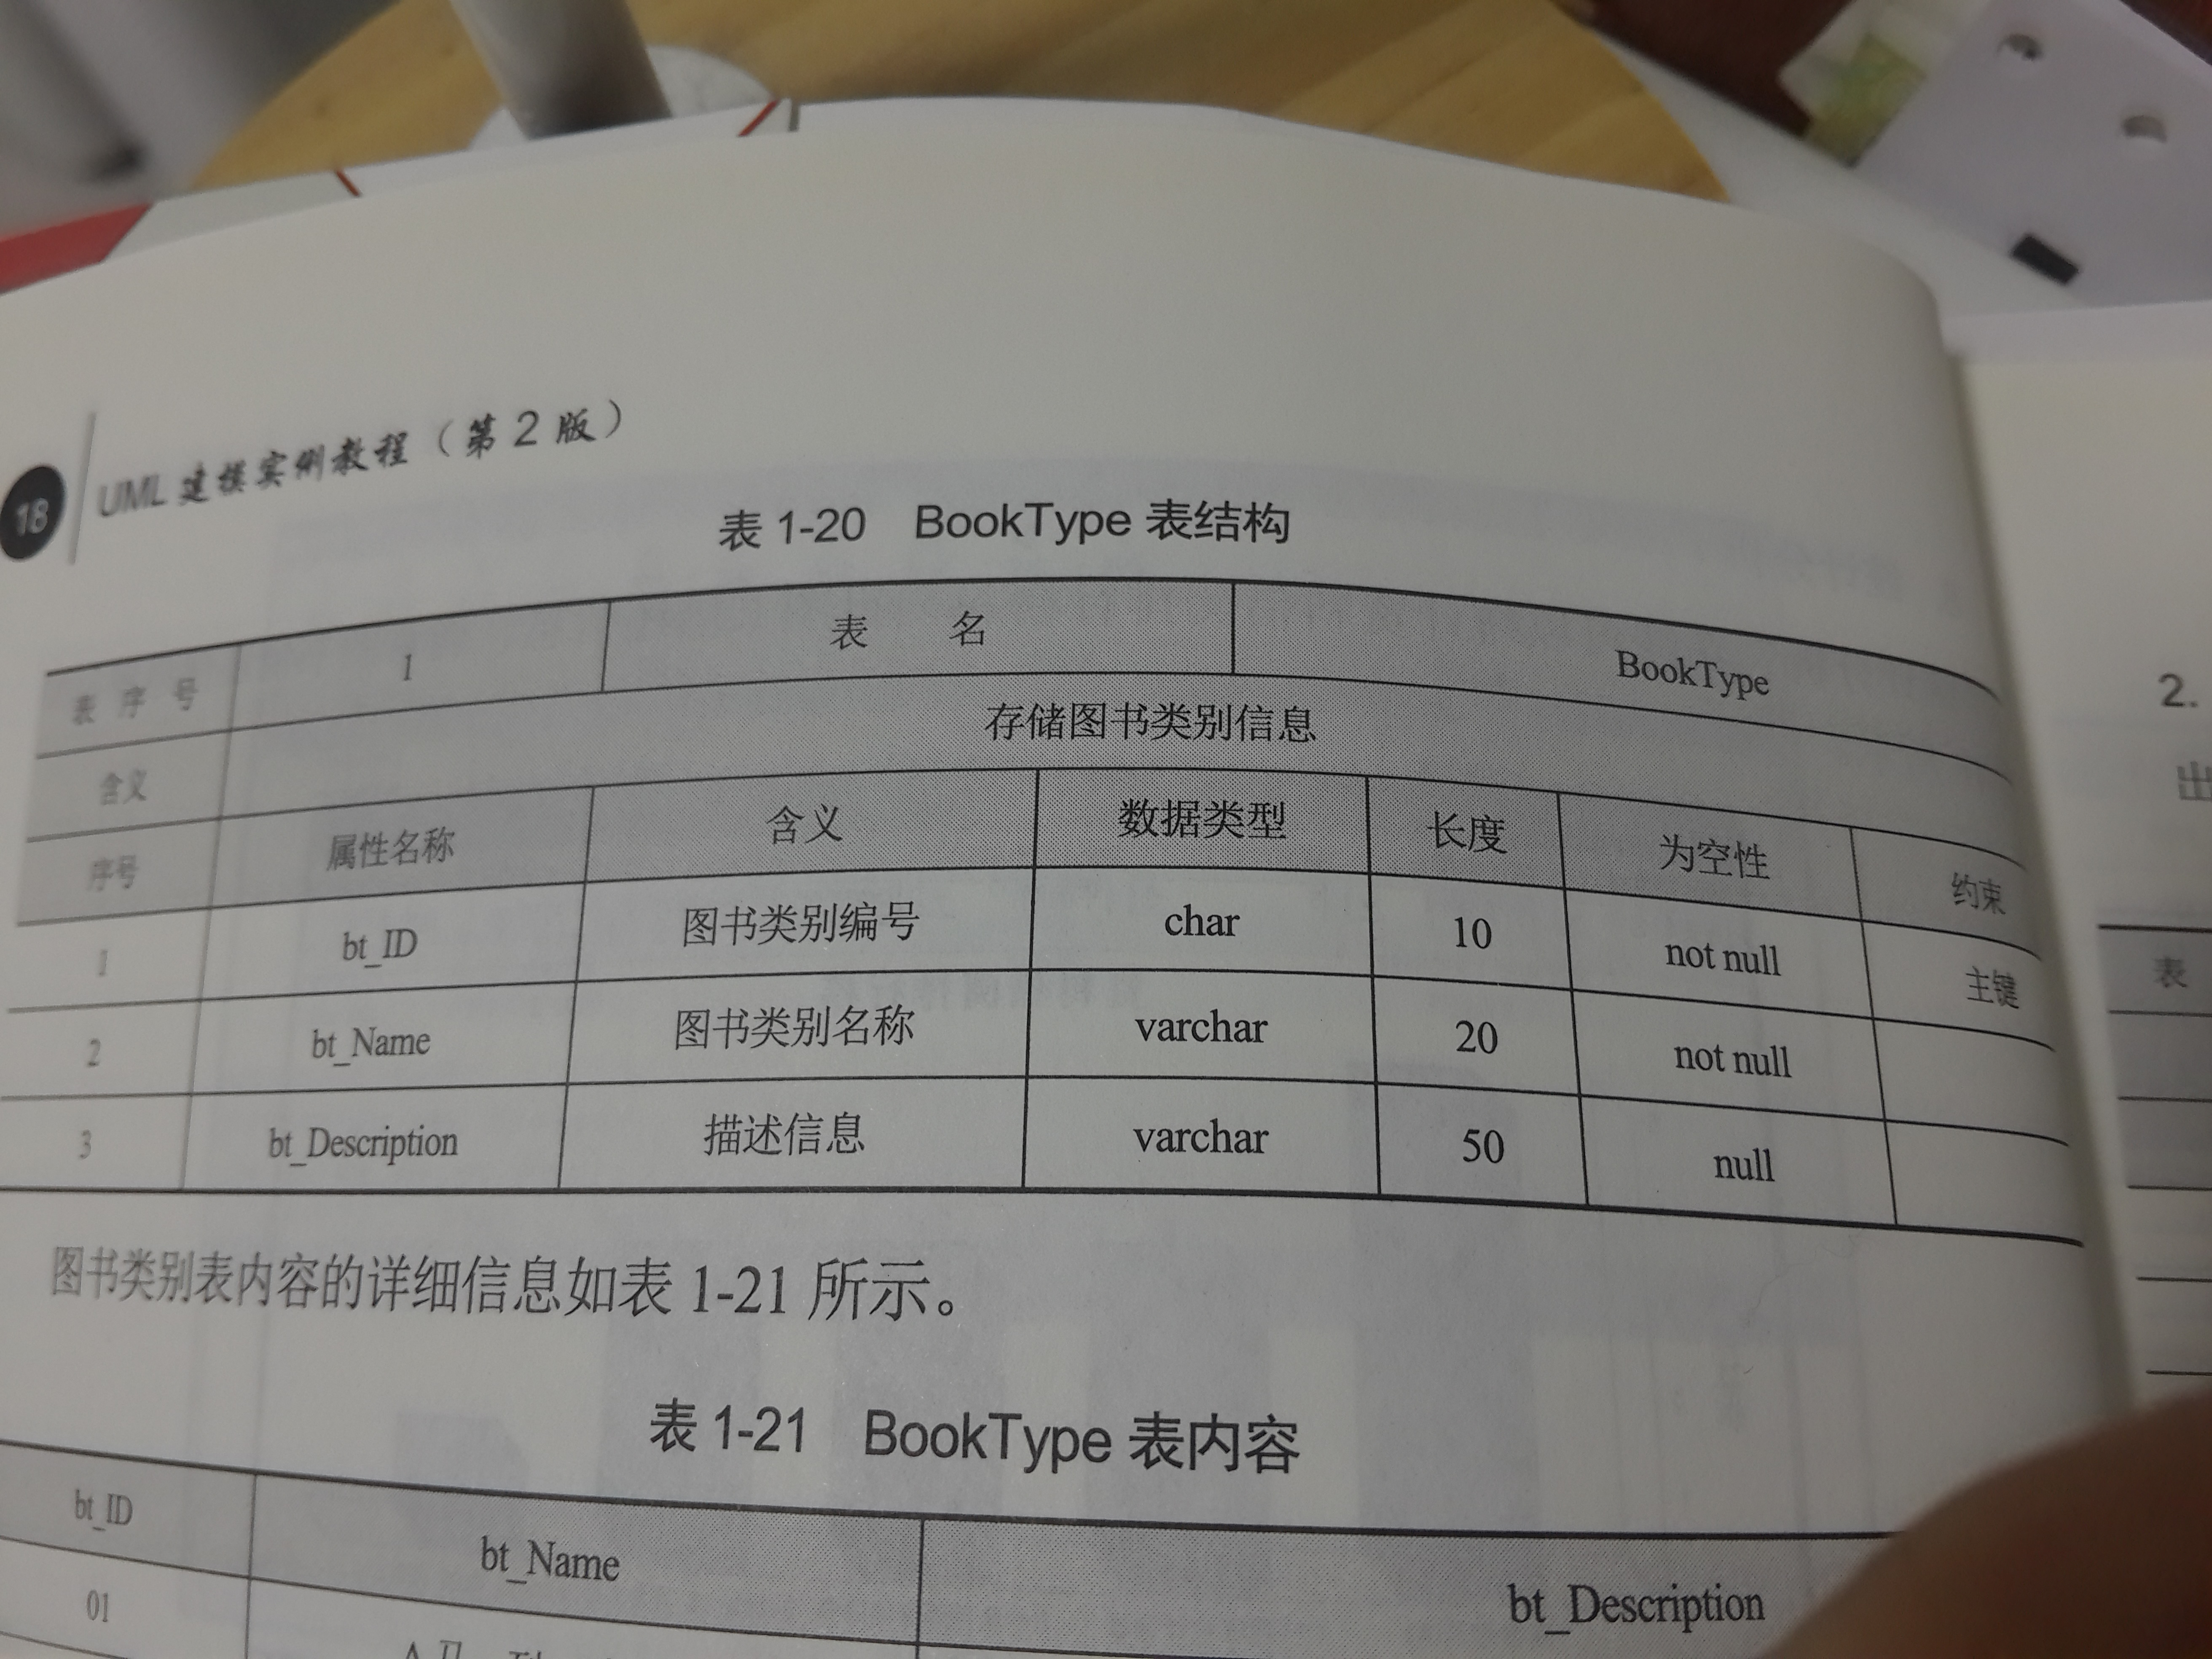 18 UML 建模实例教程（第 2 版）
表 1-20 BookType 表结构
表 序 号 1 表 名 BookType
含义 存储图书类别信息
序号 属性名称 含义 数据类型 长度 为空性 约束
1 bt_ID 图书类别编号 char 10 not null 主键
2 bt_Name 图书类别名称 varchar 20 not null
3 bt_Description 描述信息 varchar 50 null
图书类别表内容的详细信息如表 1-21 所示。
表 1-21 BookType 表内容
bt_ID bt_Name bt_Description
01
2.
出
表